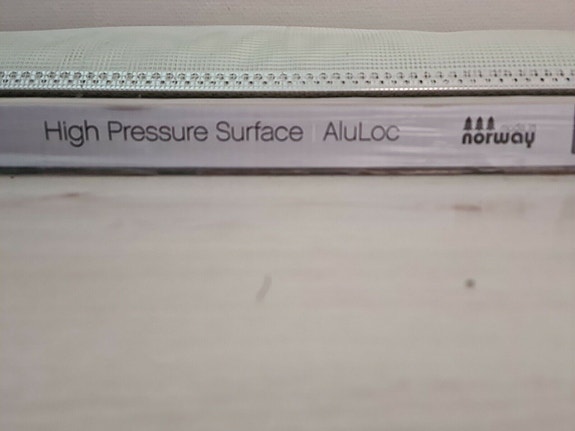 High Pressure Surface | AluLoc
norway